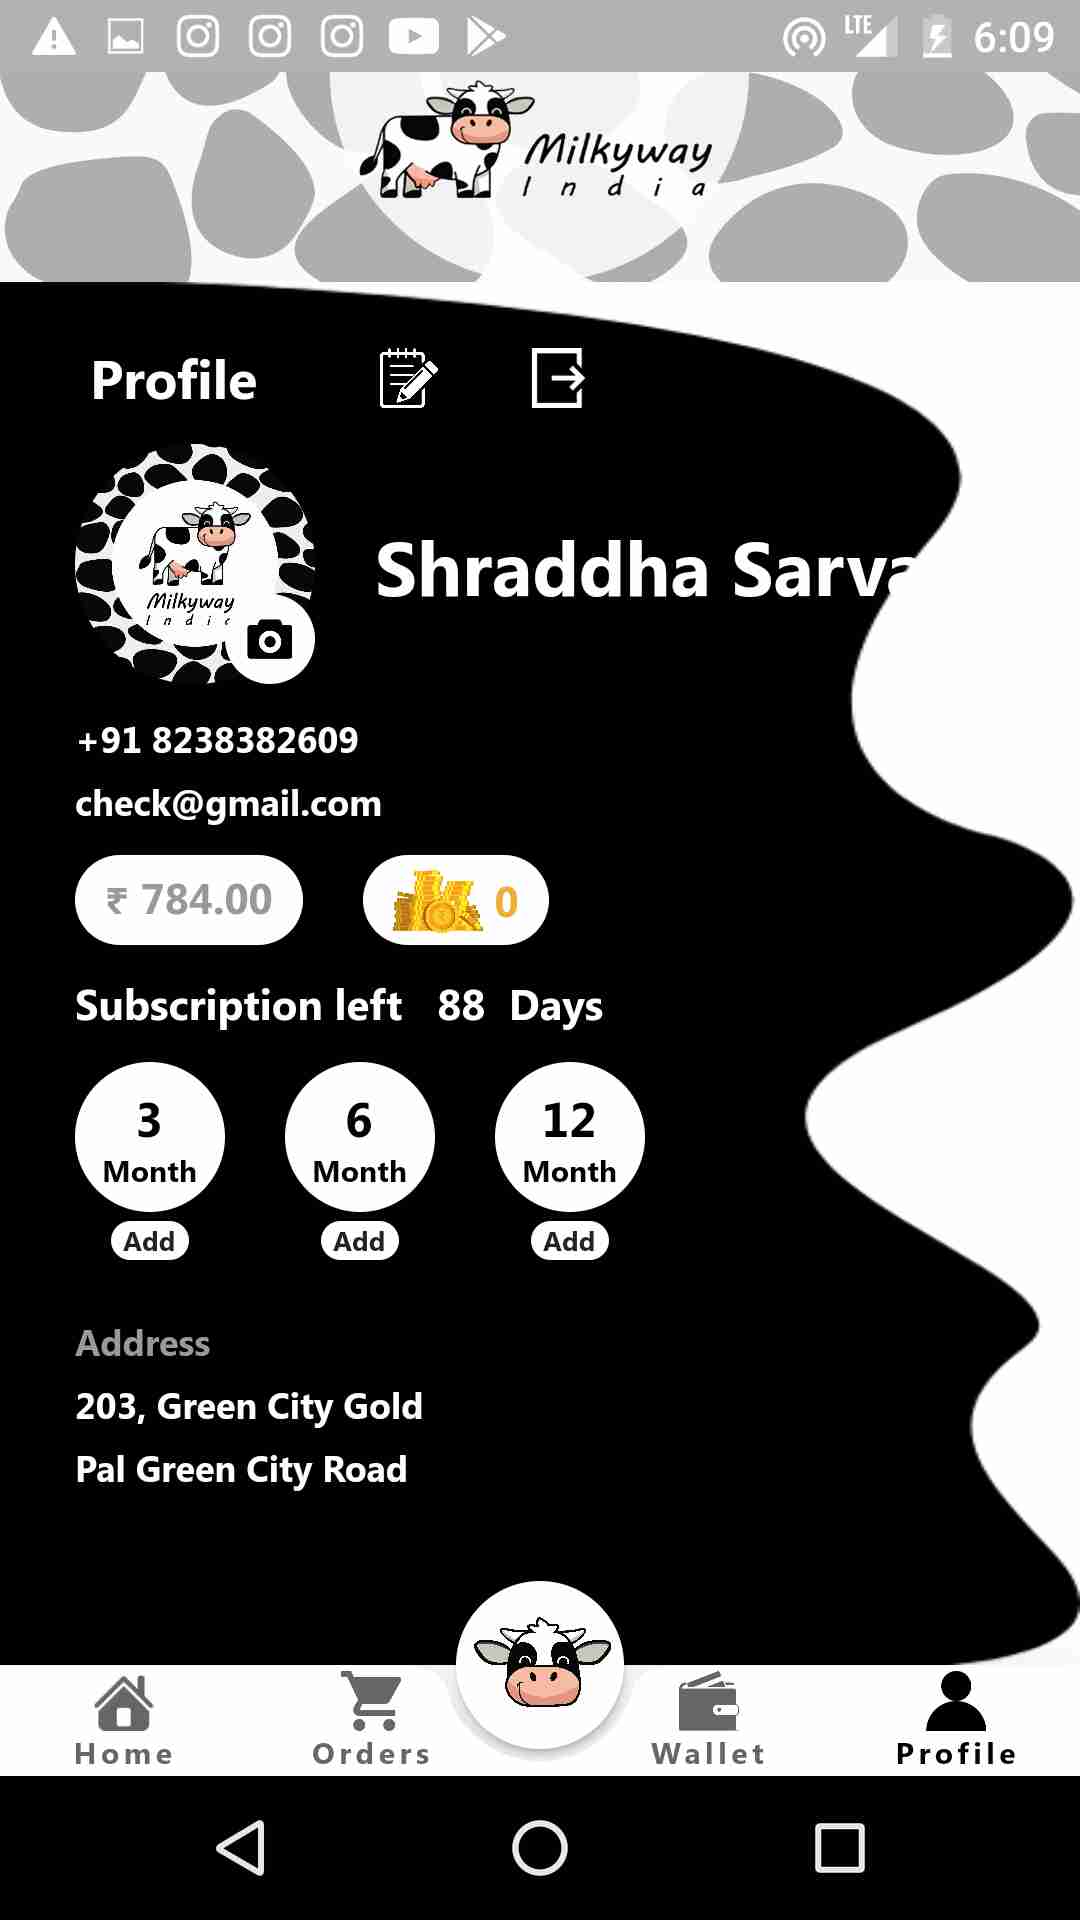 LTE 6:09
Milkyway
India
Profile
Milkyway
Shraddha Sarva
+91 8238382609
check@gmail.com
₹ 784.00 0
Subscription left 88 Days
3 6 12
Month Month Month
Add Add Add
Address
203, Green City Gold
Pal Green City Road
Home Orders Wallet Profile